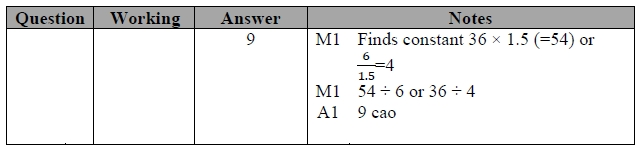 Question Working Answer Notes
9 M1 Finds constant 36 × 1.5 (=54) or
6/1.5=4
M1 54 ÷ 6 or 36 ÷ 4
A1 9 cao